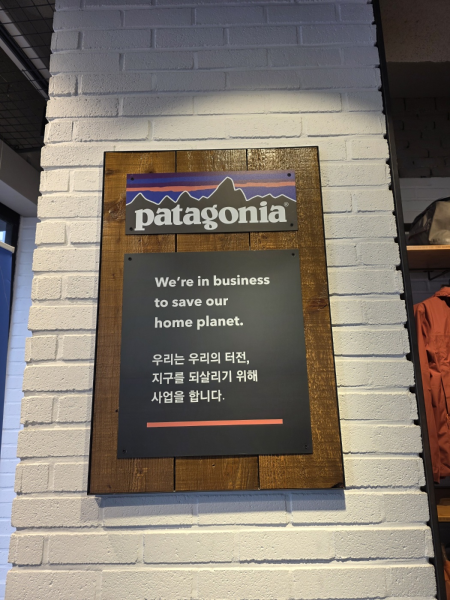 patagonia®
We're in business
to save our
home planet.
우리는 우리의 터전,
지구를 되살리기 위해
사업을 합니다.